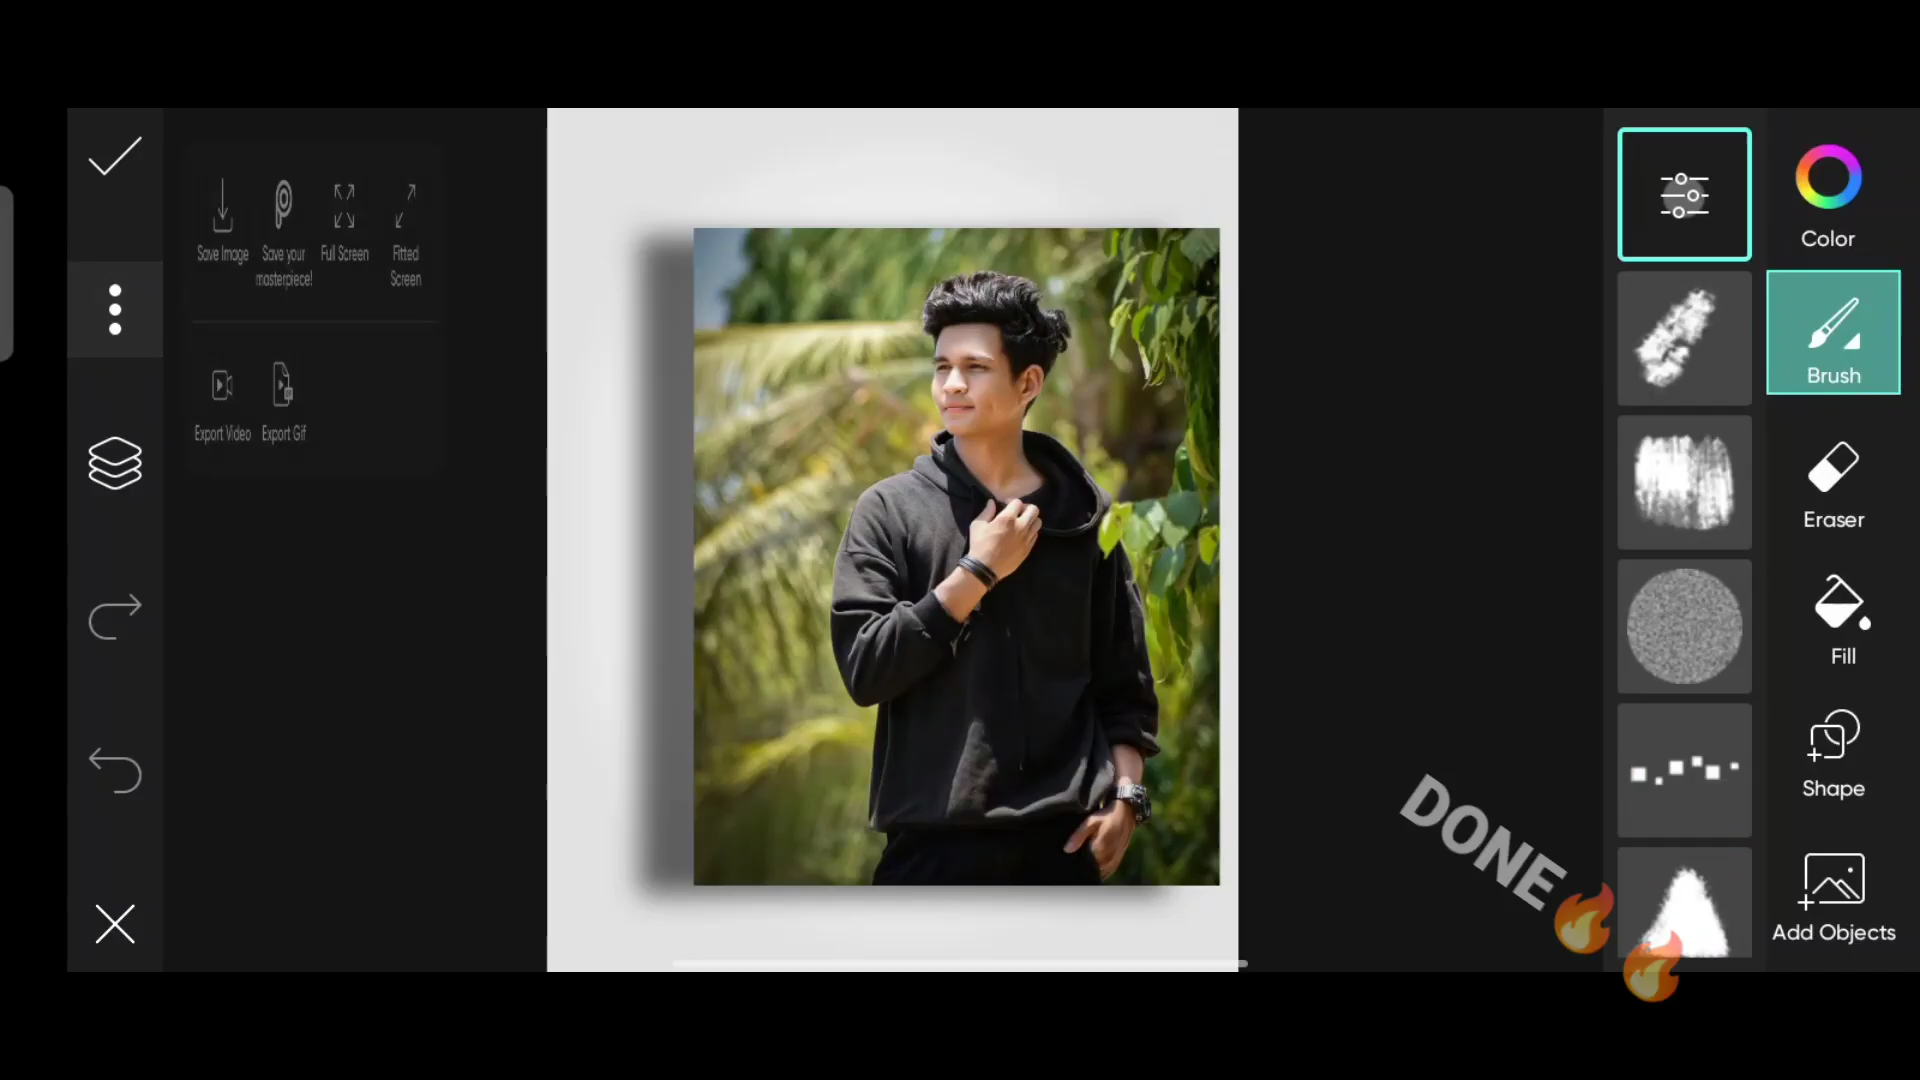 Save Image
Save your
masterpiece!
Full Screen
Fitted
Screen
Export Video
Export Gif
Color
Brush
Eraser
Fill
Shape
Add Objects
DONE🔥🔥